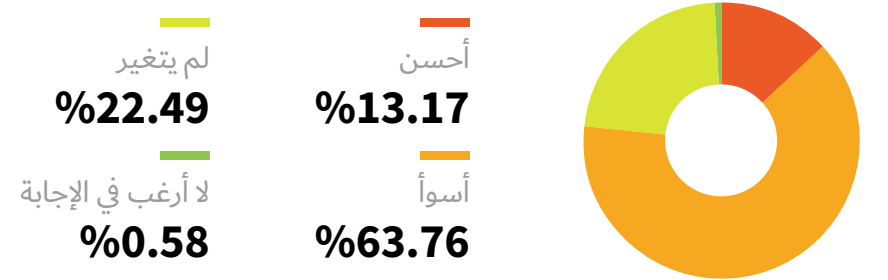 أحسن
%13.17
لم يتغير
%22.49
أسوأ
%63.76
لا أرغب في الإجابة
%0.58